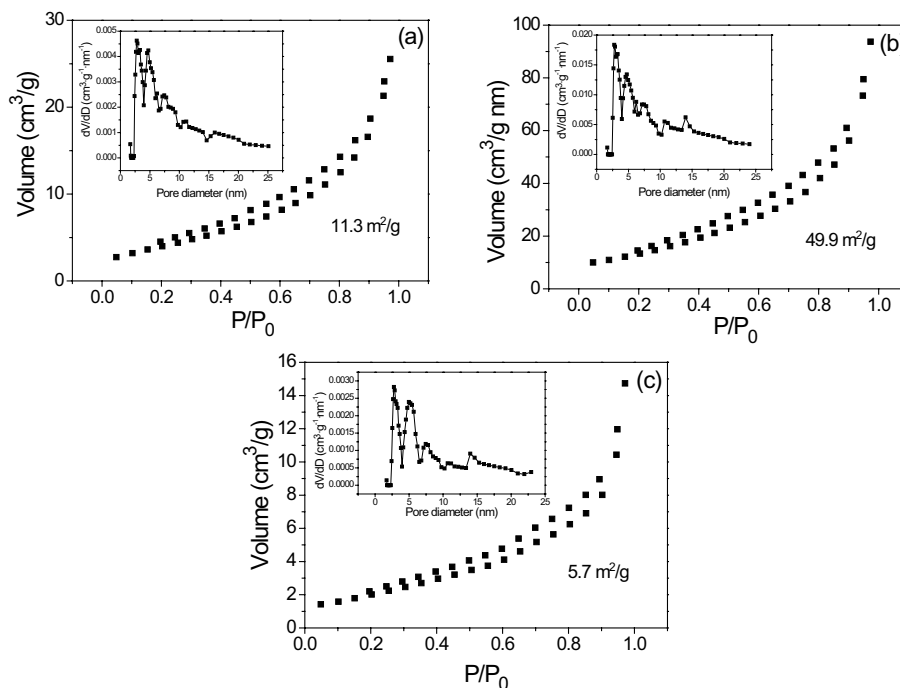 (a)
Volume (cm³/g)
30
20
10
0
0.0 0.2 0.4 0.6 0.8 1.0
P/P₀
11.3 m²/g
dV/dD (cm³·g⁻¹·nm⁻¹)
0.005
0.004
0.003
0.002
0.001
0.000
0 5 10 15 20 25
Pore diameter (nm)
(b)
Volume (cm³/g nm)
100
80
60
40
20
0
0.0 0.2 0.4 0.6 0.8 1.0
P/P₀
49.9 m²/g
dV/dD (cm³·g⁻¹·nm⁻¹)
0.020
0.015
0.010
0.005
0.000
0 5 10 15 20 25
Pore diameter (nm)
(c)
Volume (cm³/g)
16
14
12
10
8
6
4
2
0
0.0 0.2 0.4 0.6 0.8 1.0
P/P₀
5.7 m²/g
dV/dD (cm³·g⁻¹·nm⁻¹)
0.0030
0.0025
0.0020
0.0015
0.0010
0.0005
0.0000
0 5 10 15 20 25
Pore diameter (nm)